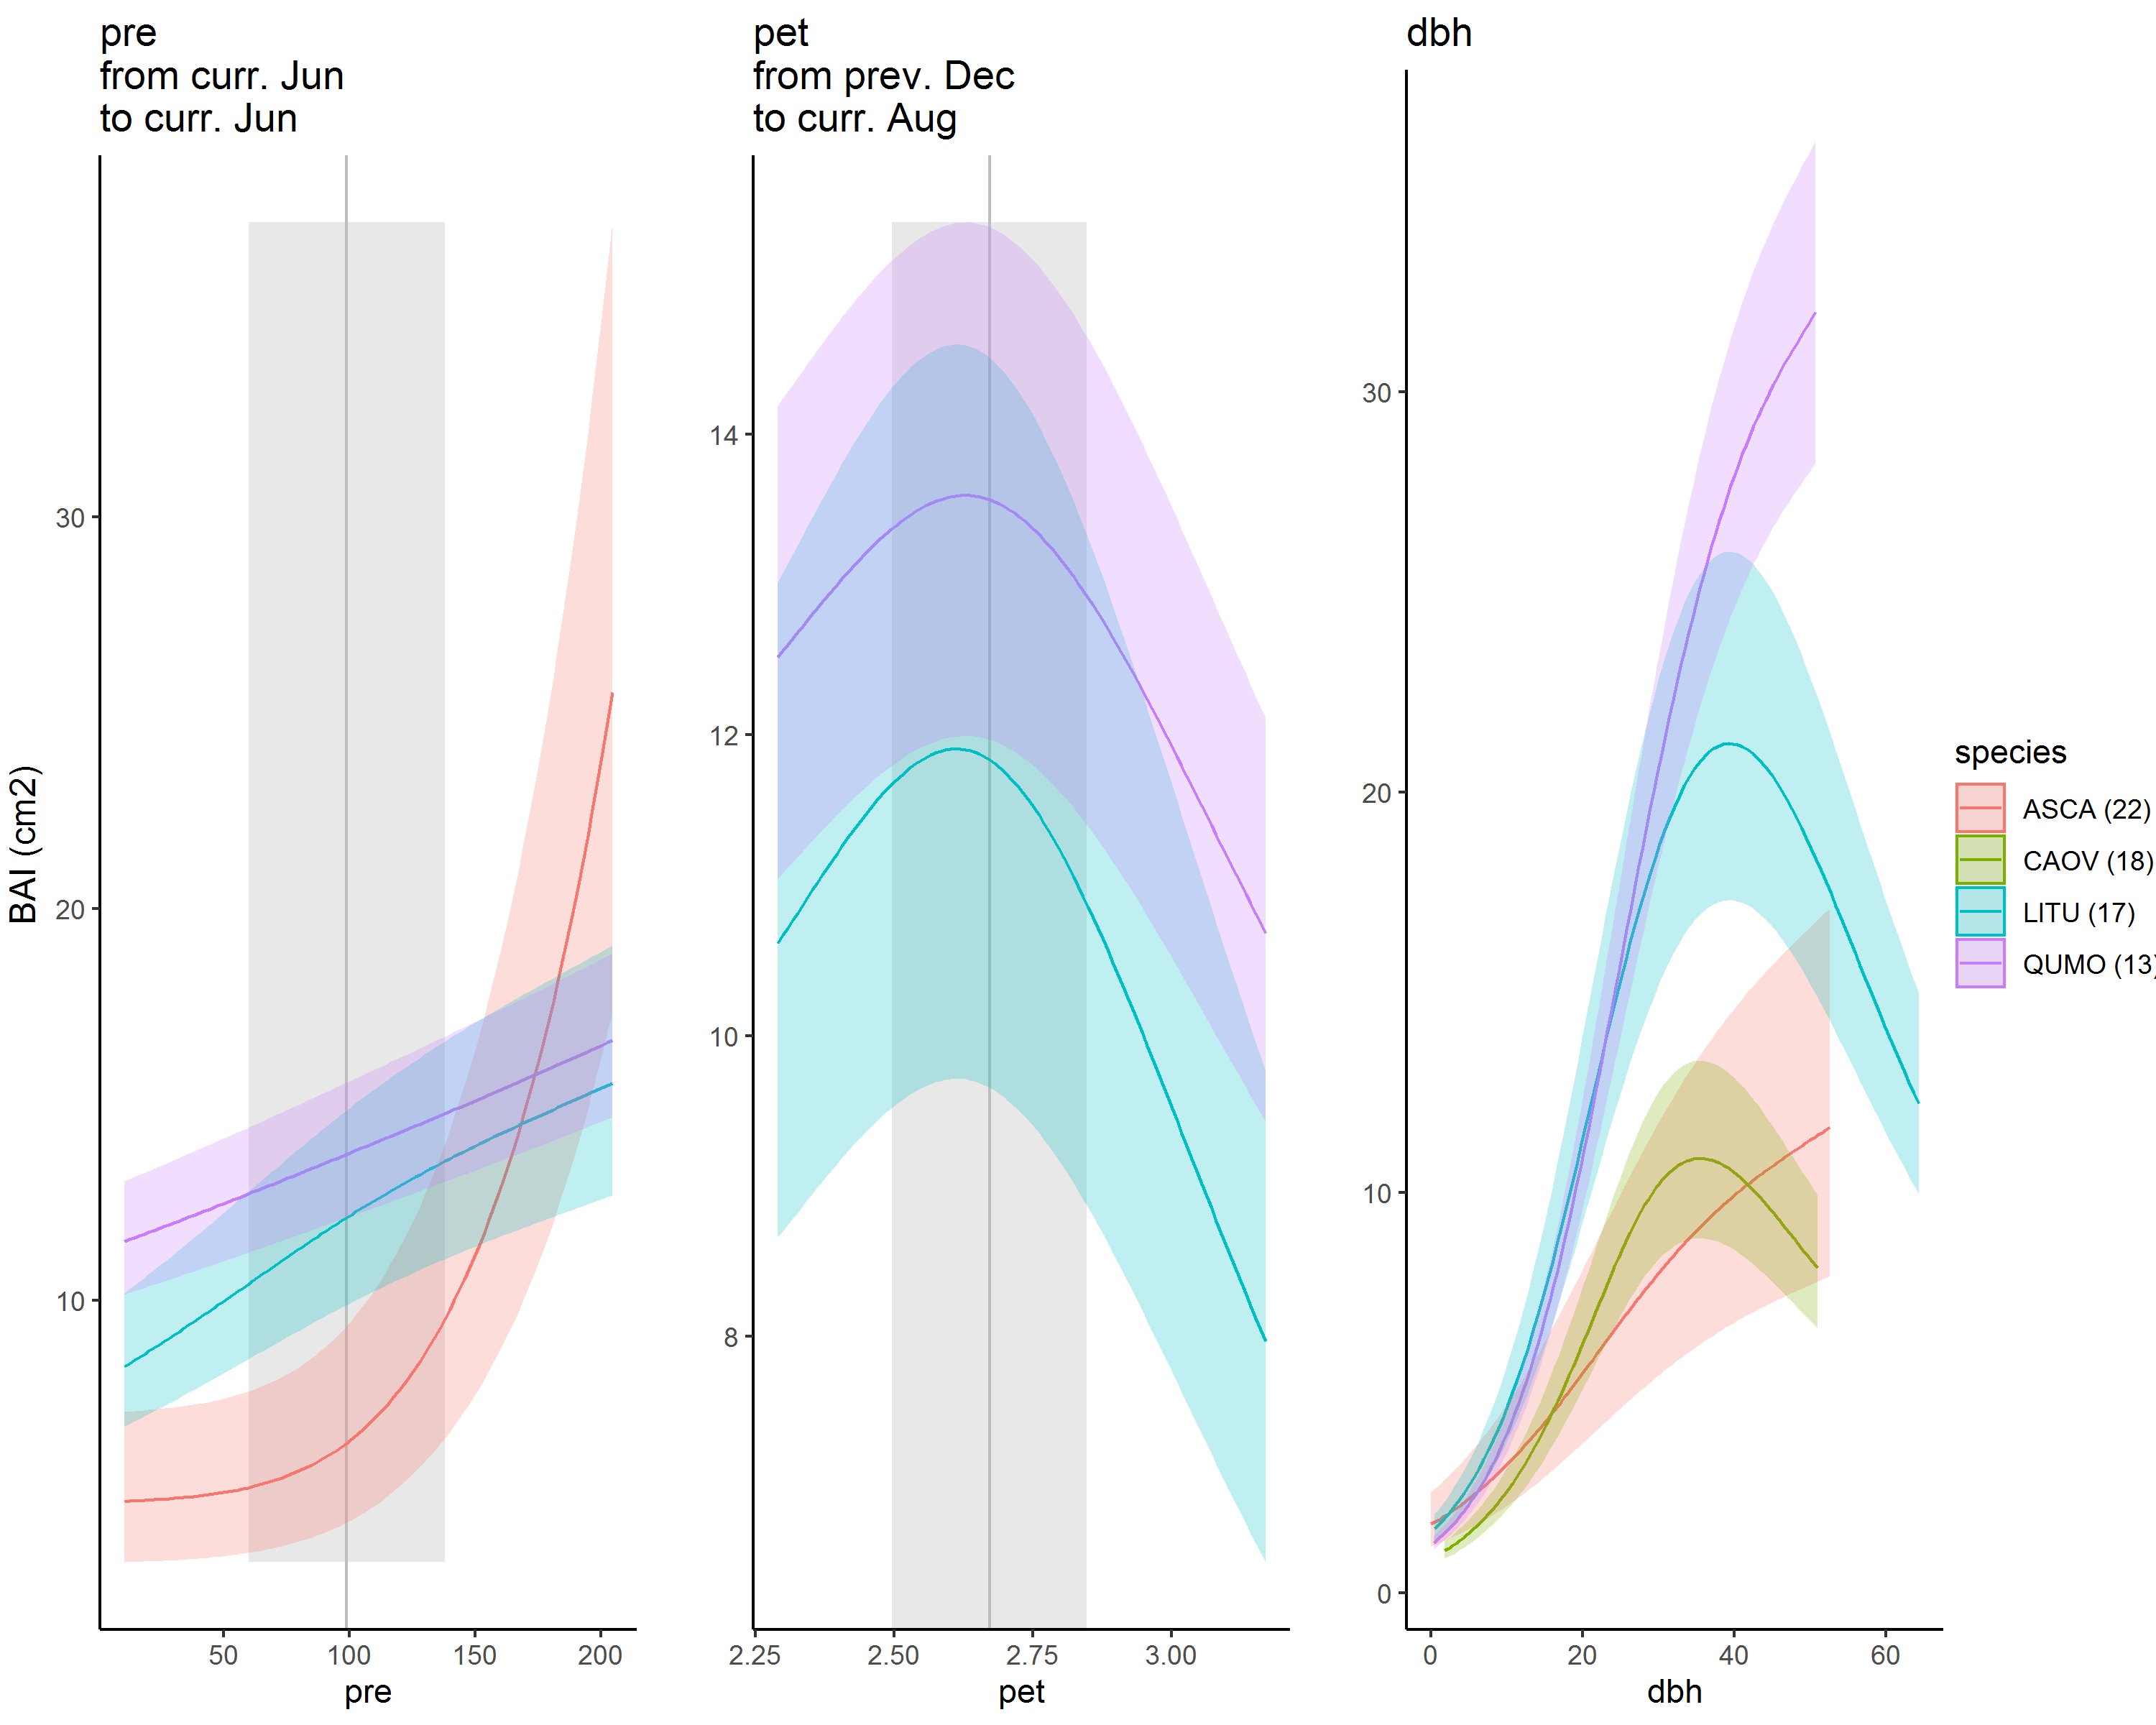 pre
from curr. Jun
to curr. Jun
pet
from prev. Dec
to curr. Aug
dbh
BAI (cm2)
30
20
10
50
100
150
200
pre
14
12
10
8
2.25
2.50
2.75
3.00
pet
30
20
10
0
0
20
40
60
dbh
species
ASCA (22)
CAOV (18)
LITU (17)
QUMO (13)